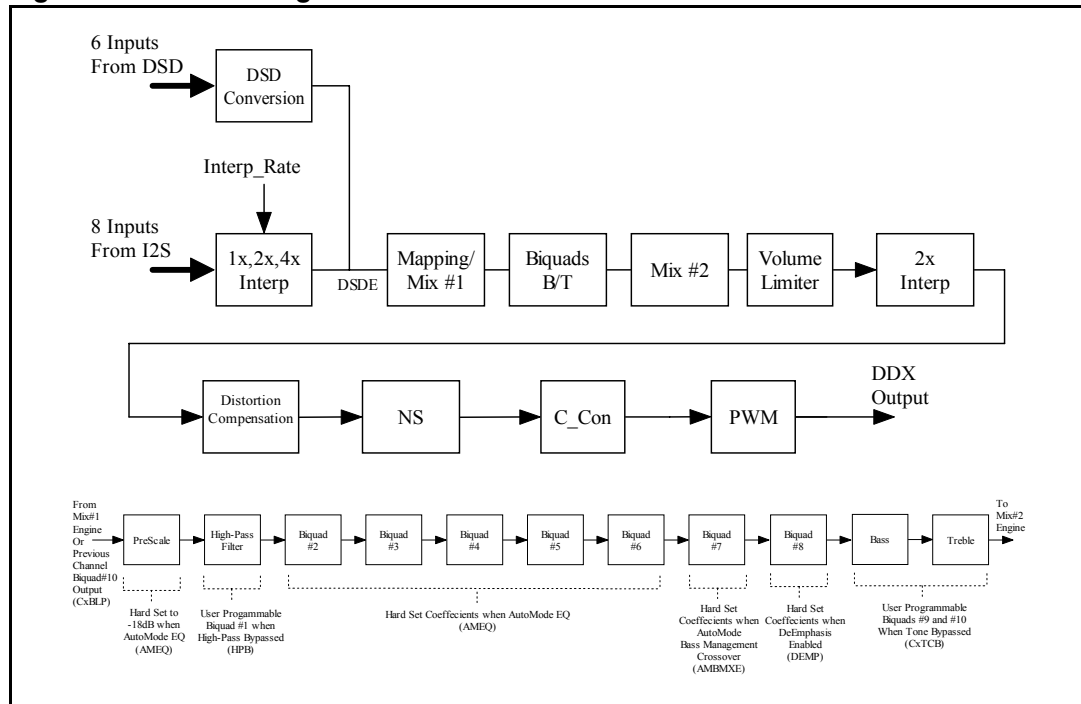 6 Inputs
From DSD
DSD
Conversion
Interp_Rate
8 Inputs
From I2S
1x,2x,4x
Interp
DSDE
Mapping/
Mix #1
Biquads
B/T
Mix #2
Volume
Limiter
2x
Interp
Distortion
Compensation
NS
C_Con
PWM
DDX
Output
From
Mix#1
Engine
Or
Previous
Channel
Biquad#10
Output
(CxBLP)
PreScale
High-Pass
Filter
Biquad
#2
Biquad
#3
Biquad
#4
Biquad
#5
Biquad
#6
Biquad
#7
Biquad
#8
Bass
Treble
To
Mix#2
Engine
Hard Set to
-18dB when
AutoMode EQ
(AMEQ)
User Progammable
Biquad #1 when
High-Pass Bypassed
(HPB)
Hard Set Coeffecients when AutoMode EQ
(AMEQ)
Hard Set
Coeffecients when
AutoMode
Bass Management
Crossover
(AMBMXE)
Hard Set
Coeffecients when
DeEmphasis
Enabled
(DEMP)
User Programmable
Biquads #9 and #10
When Tone Bypassed
(CxTCB)